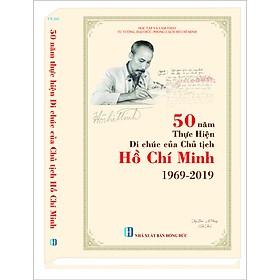 HỌC TẬP VÀ LÀM THEO
TƯ TƯỞNG, ĐẠO ĐỨC, PHONG CÁCH HỒ CHÍ MINH
50 năm
Thực Hiện
Di chúc của Chủ tịch
Hồ Chí Minh
1969-2019
NHÀ XUẤT BẢN HỒNG ĐỨC
50 năm thực hiện Di chúc của Chủ tịch Hồ Chí Minh